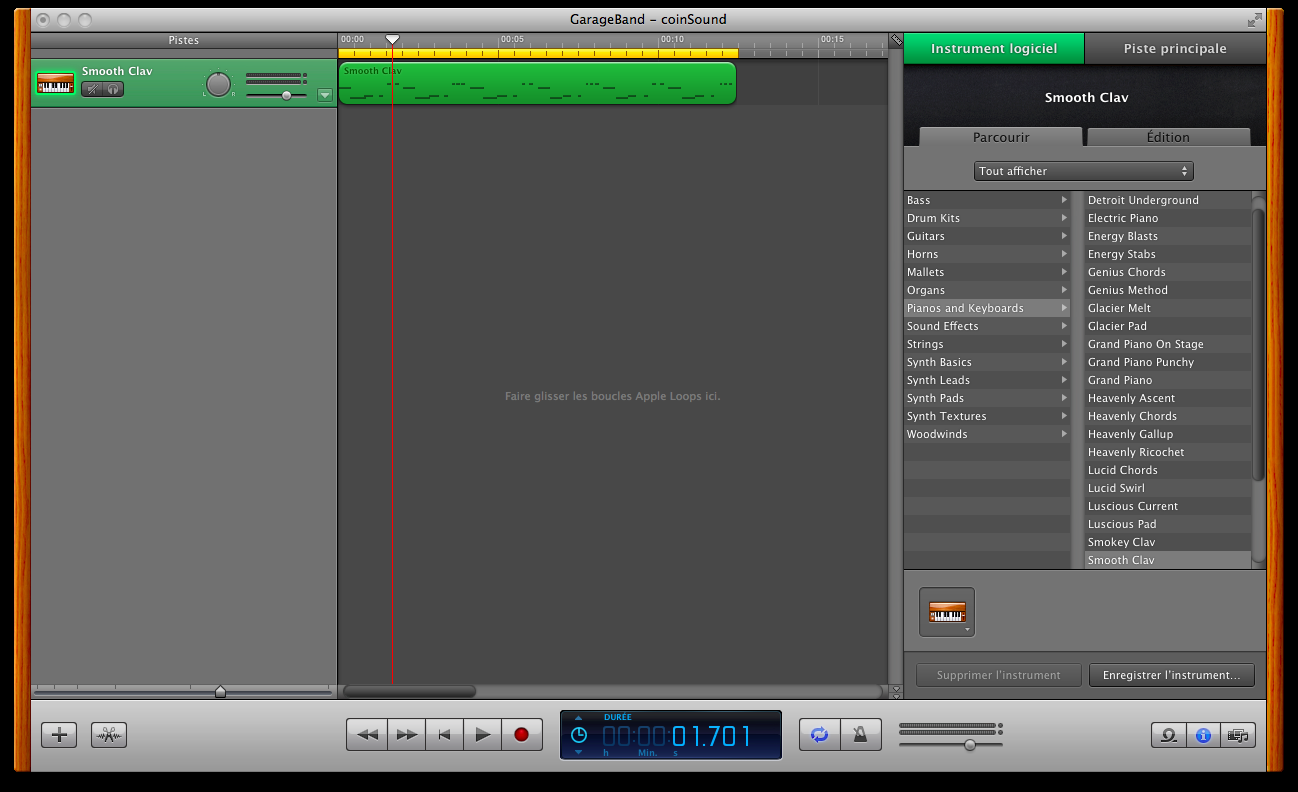 GarageBand – coinSound
Pistes
00:00 00:05 00:10 00:15
Instrument logiciel Piste principale
Smooth Clav
L R
Smooth Clav
Smooth Clav
Parcourir Édition
Tout afficher
Bass
Drum Kits
Guitars
Horns
Mallets
Organs
Pianos and Keyboards
Sound Effects
Strings
Synth Basics
Synth Leads
Synth Pads
Synth Textures
Woodwinds
Detroit Underground
Electric Piano
Energy Blasts
Energy Stabs
Genius Chords
Genius Method
Glacier Melt
Glacier Pad
Grand Piano On Stage
Grand Piano Punchy
Grand Piano
Heavenly Ascent
Heavenly Chords
Heavenly Gallup
Heavenly Ricochet
Lucid Chords
Lucid Swirl
Luscious Current
Luscious Pad
Smokey Clav
Smooth Clav
Faire glisser les boucles Apple Loops ici.
Supprimer l'instrument Enregistrer l'instrument...
DURÉE
00:00:01.701
h Min. s